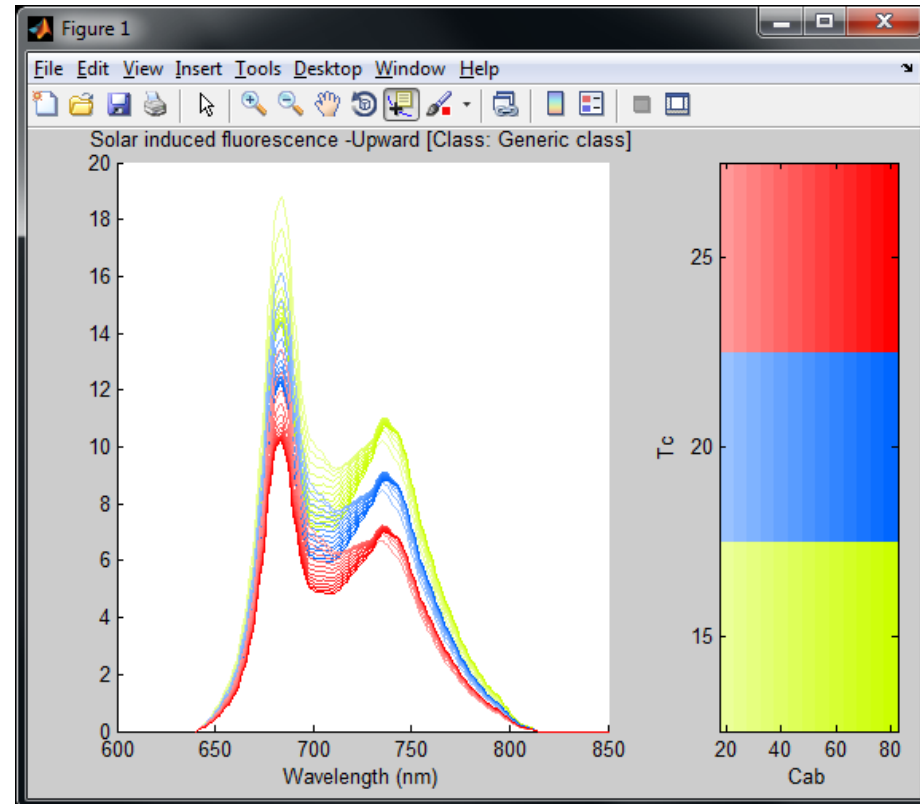 Figure 1
File Edit View Insert Tools Desktop Window Help
Solar induced fluorescence -Upward [Class: Generic class]
20
18
16
14
12
10
8
6
4
2
0
600 650 700 750 800 850
Wavelength (nm)
25
20
15
Tc
20 40 60 80
Cab